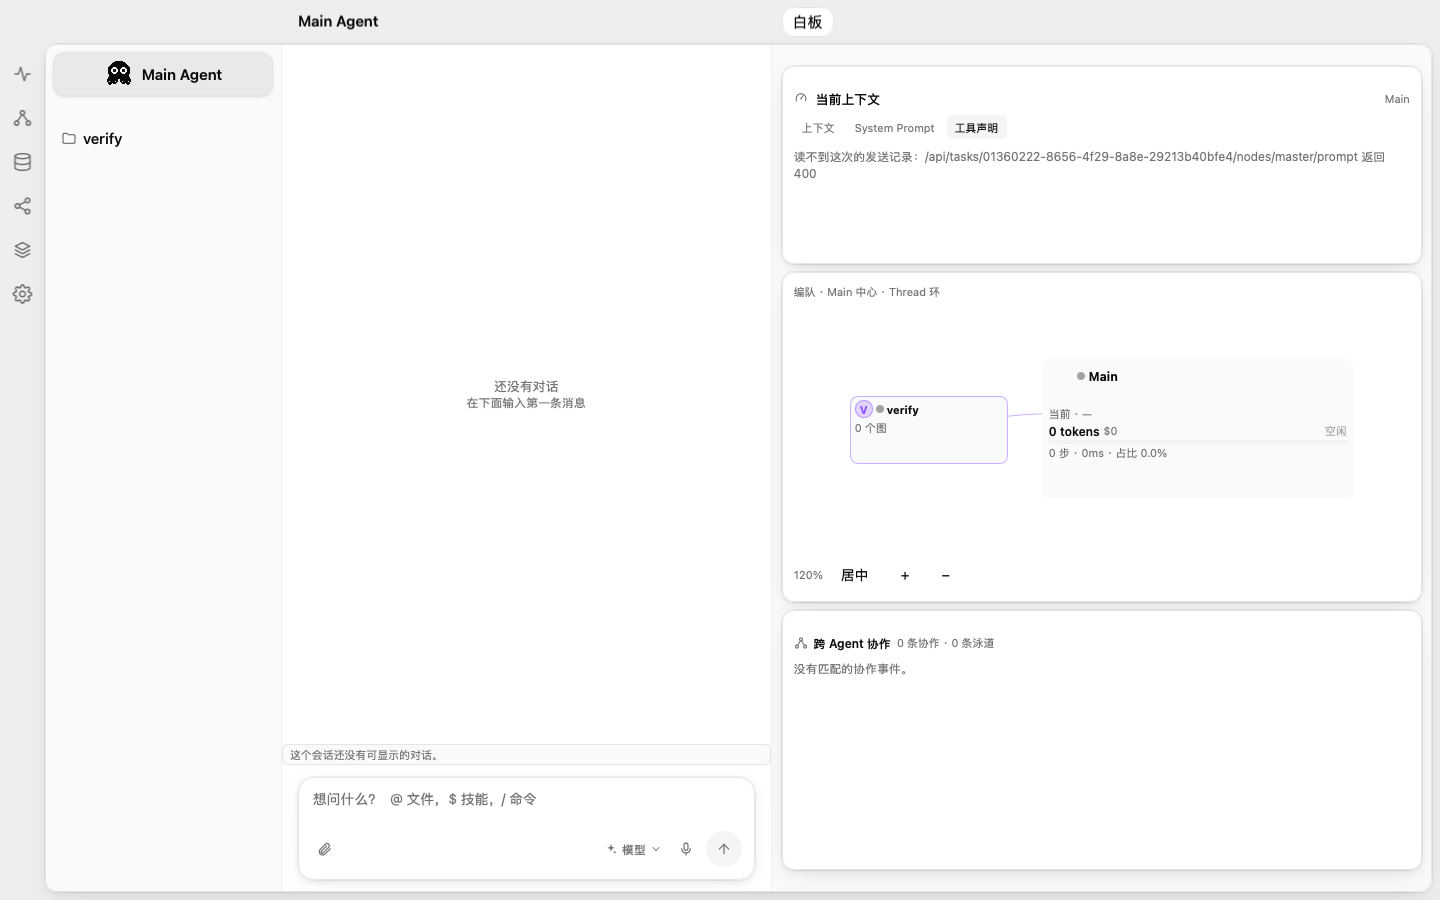 Main Agent
白板
Main Agent
verify
还没有对话
在下面输入第一条消息
这个会话还没有可显示的对话。
想问什么? @ 文件, $ 技能, / 命令
模型
当前上下文
Main
上下文 System Prompt 工具声明
读不到这次的发送记录: /api/tasks/01360222-8656-4f29-8a8e-29213b40bfe4/nodes/master/prompt 返回
400
编队 · Main 中心 · Thread 环
V verify
0 个图
Main
当前 · —
0 tokens $0
空闲
0 步 · 0ms · 占比 0.0%
120% 居中 + −
跨 Agent 协作 0 条协作 · 0 条泳道
没有匹配的协作事件。